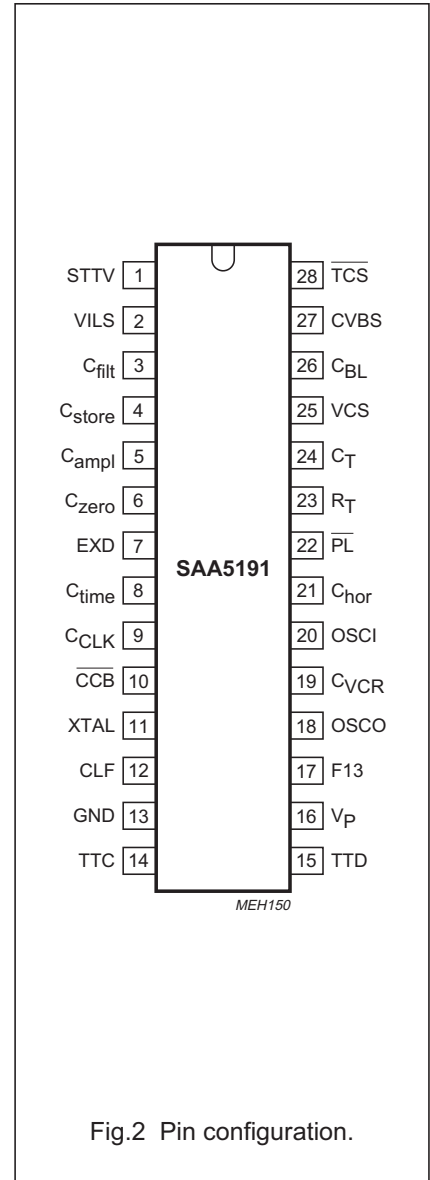 STTV 1
VILS 2
Cfilt 3
Cstore 4
Campl 5
Czero 6
EXD 7
Ctime 8
CCLK 9
C̅C̅B̅ 10
XTAL 11
CLF 12
GND 13
TTC 14
SAA5191
28 T̅C̅S̅
27 CVBS
26 CBL
25 VCS
24 CT
23 RT
22 P̅L̅
21 Chor
20 OSCI
19 CVCR
18 OSCO
17 F13
16 VP
15 TTD
MEH150
Fig.2 Pin configuration.